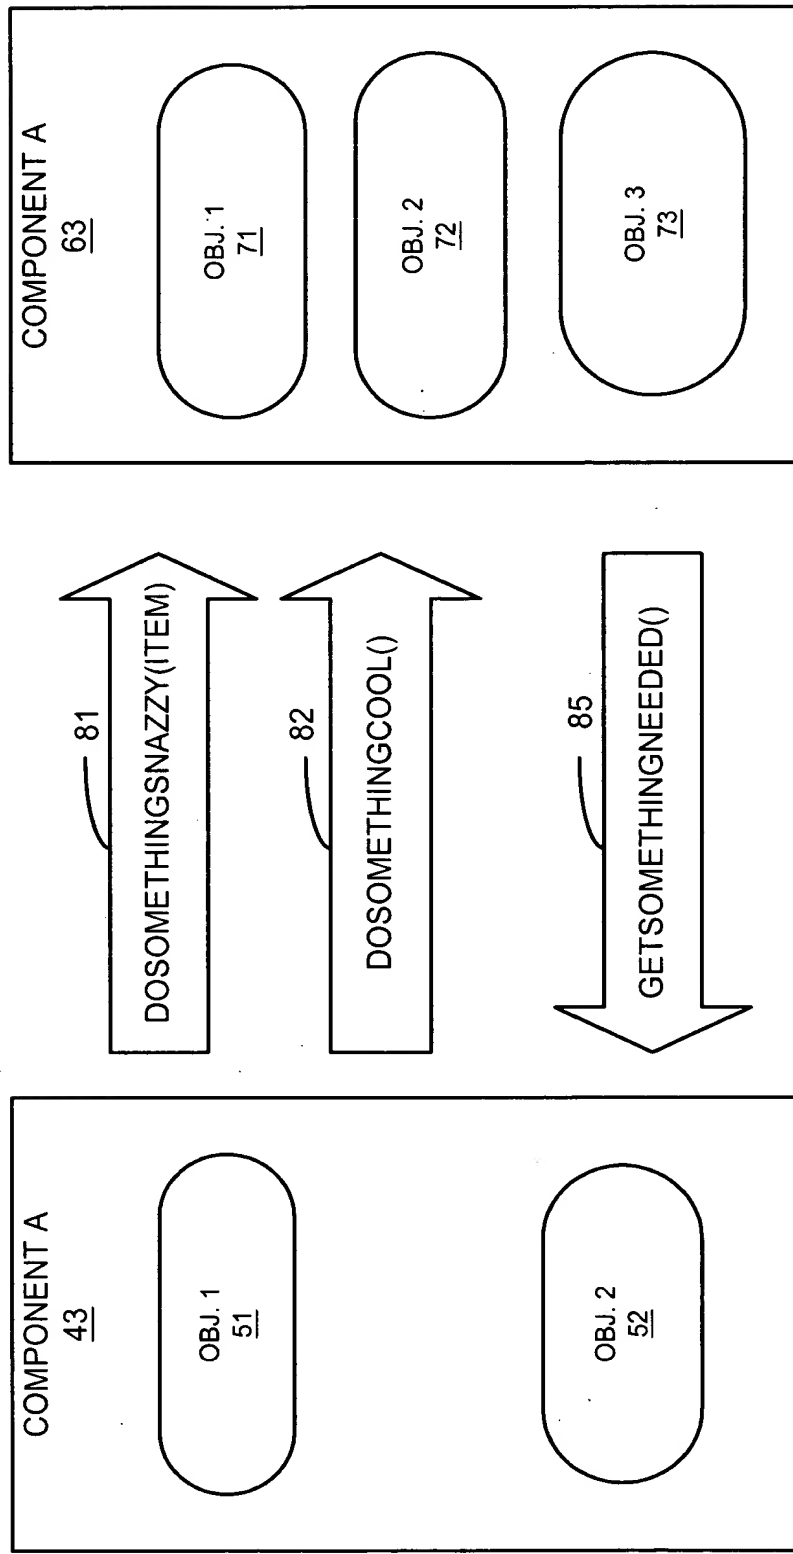 COMPONENT A
43
OBJ. 1
51
OBJ. 2
52
81
DOSOMETHINGSNAZZY(ITEM)
82
DOSOMETHINGCOOL()
85
GETSOMETHINGNEEDED()
COMPONENT A
63
OBJ. 1
71
OBJ. 2
72
OBJ. 3
73